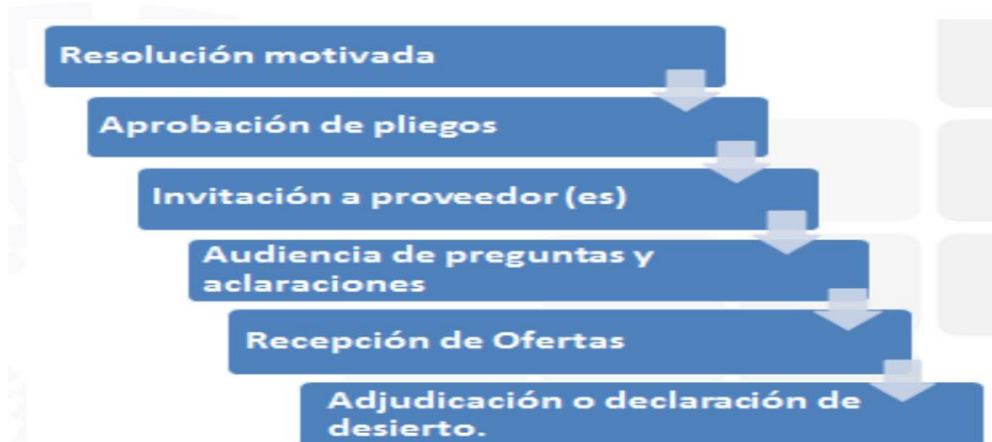 Resolución motivada
Aprobación de pliegos
Invitación a proveedor (es)
Audiencia de preguntas y
aclaraciones
Recepción de Ofertas
Adjudicación o declaración de
desierto.